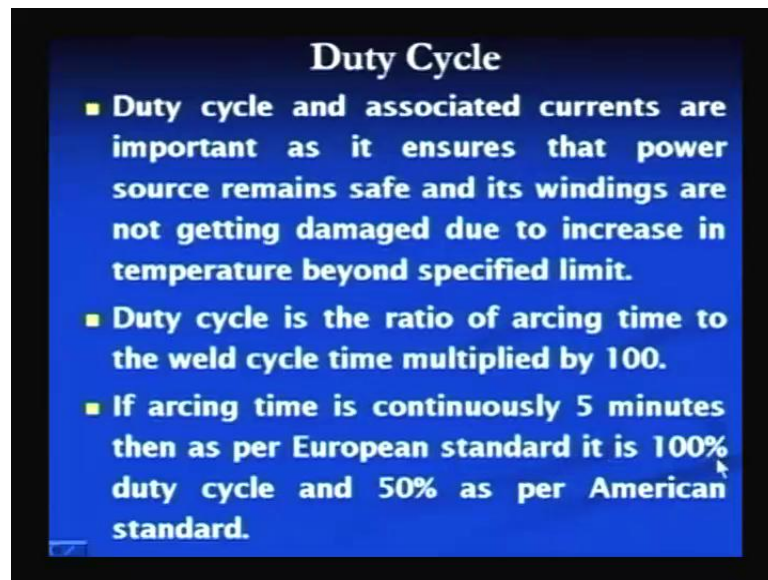 Duty Cycle
Duty cycle and associated currents are
important as it ensures that power
source remains safe and its windings are
not getting damaged due to increase in
temperature beyond specified limit.
Duty cycle is the ratio of arcing time to
the weld cycle time multiplied by 100.
If arcing time is continuously 5 minutes
then as per European standard it is 100%
duty cycle and 50% as per American
standard.